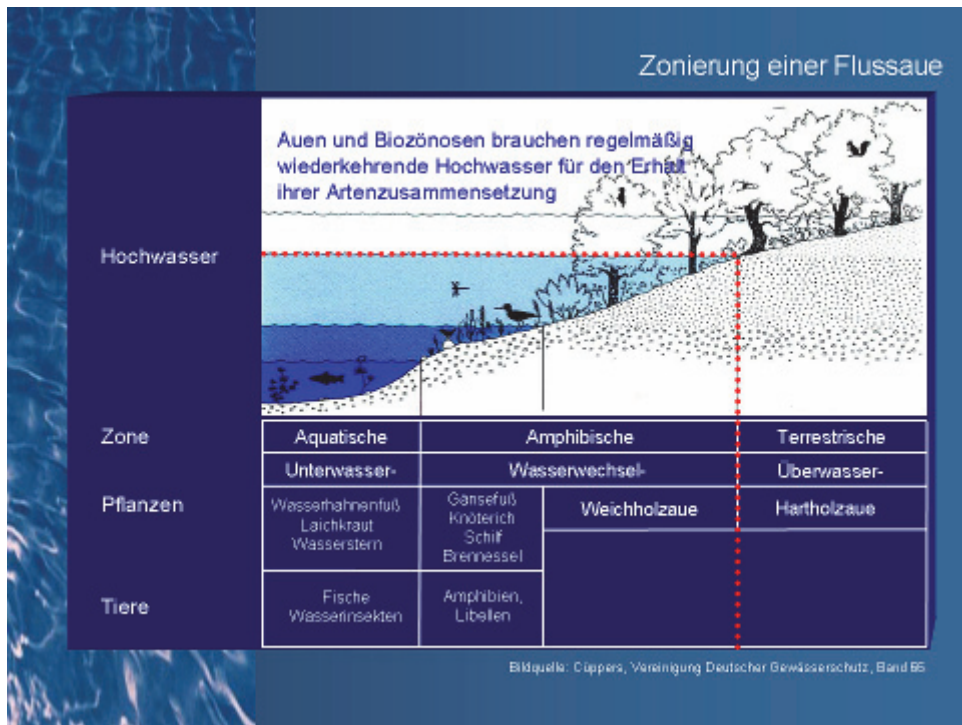 Zonierung einer Flussaue
Auen und Biozönosen brauchen regelmäßig
wiederkehrende Hochwasser für den Erhalt
ihrer Artenzusammensetzung
Hochwasser
Zone
Aquatische
Amphibische
Terrestrische
Unterwasser-
Wasserwechsel-
Überwasser-
Pflanzen
Wasserhahnenfuß
Laichkraut
Wasserstern
Gansefuß
Knöterich
Schilf
Brennessel
Weichholzaue
Hartholzaue
Tiere
Fische
Wasserinsekten
Amphibien,
Libellen
Bildquelle: Cüppers, Vereinigung Deutscher Gewässerschutz, Band 65